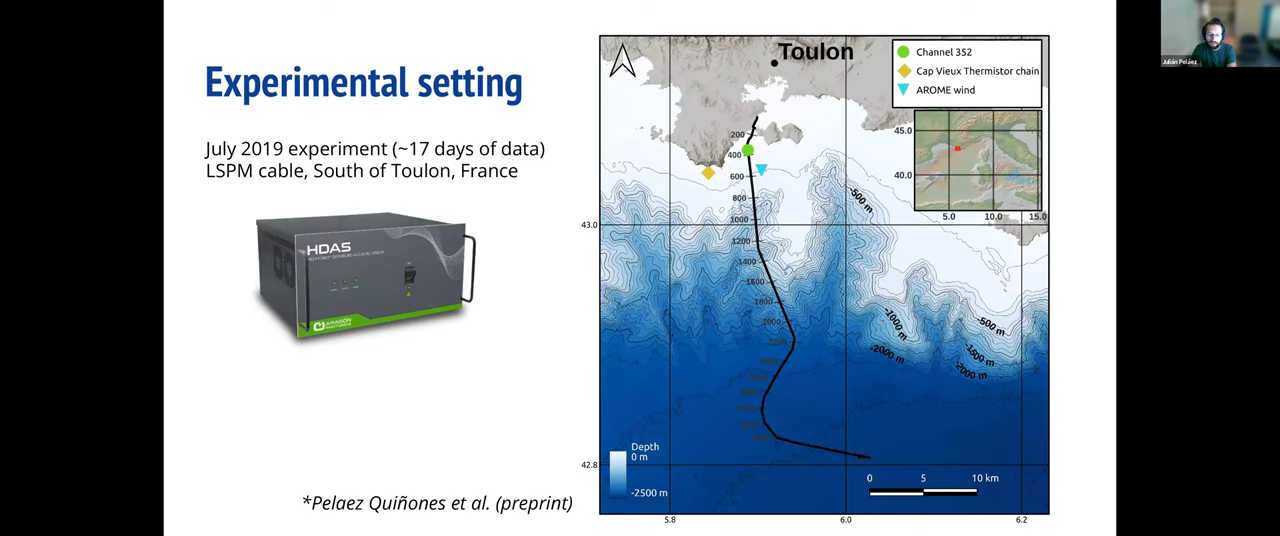 Experimental setting
July 2019 experiment (~17 days of data)
LSPM cable, South of Toulon, France
HDAS
ARAGÓN
PHOTONICS
*Pelaez Quiñones et al. (preprint)
Toulon
Channel 352
Cap Vieux Thermistor chain
AROME wind
45.0
40.0
5.0 10.0 15.0
200
400
600
800
1000
1200
1400
1600
1800
2000
2200
-500 m
-1000 m
-2000 m
-500 m
-1500 m
-2000 m
43.0
42.8
Depth
0 m
-2500 m
0 5 10 km
5.8 6.0 6.2
Julián Peláez